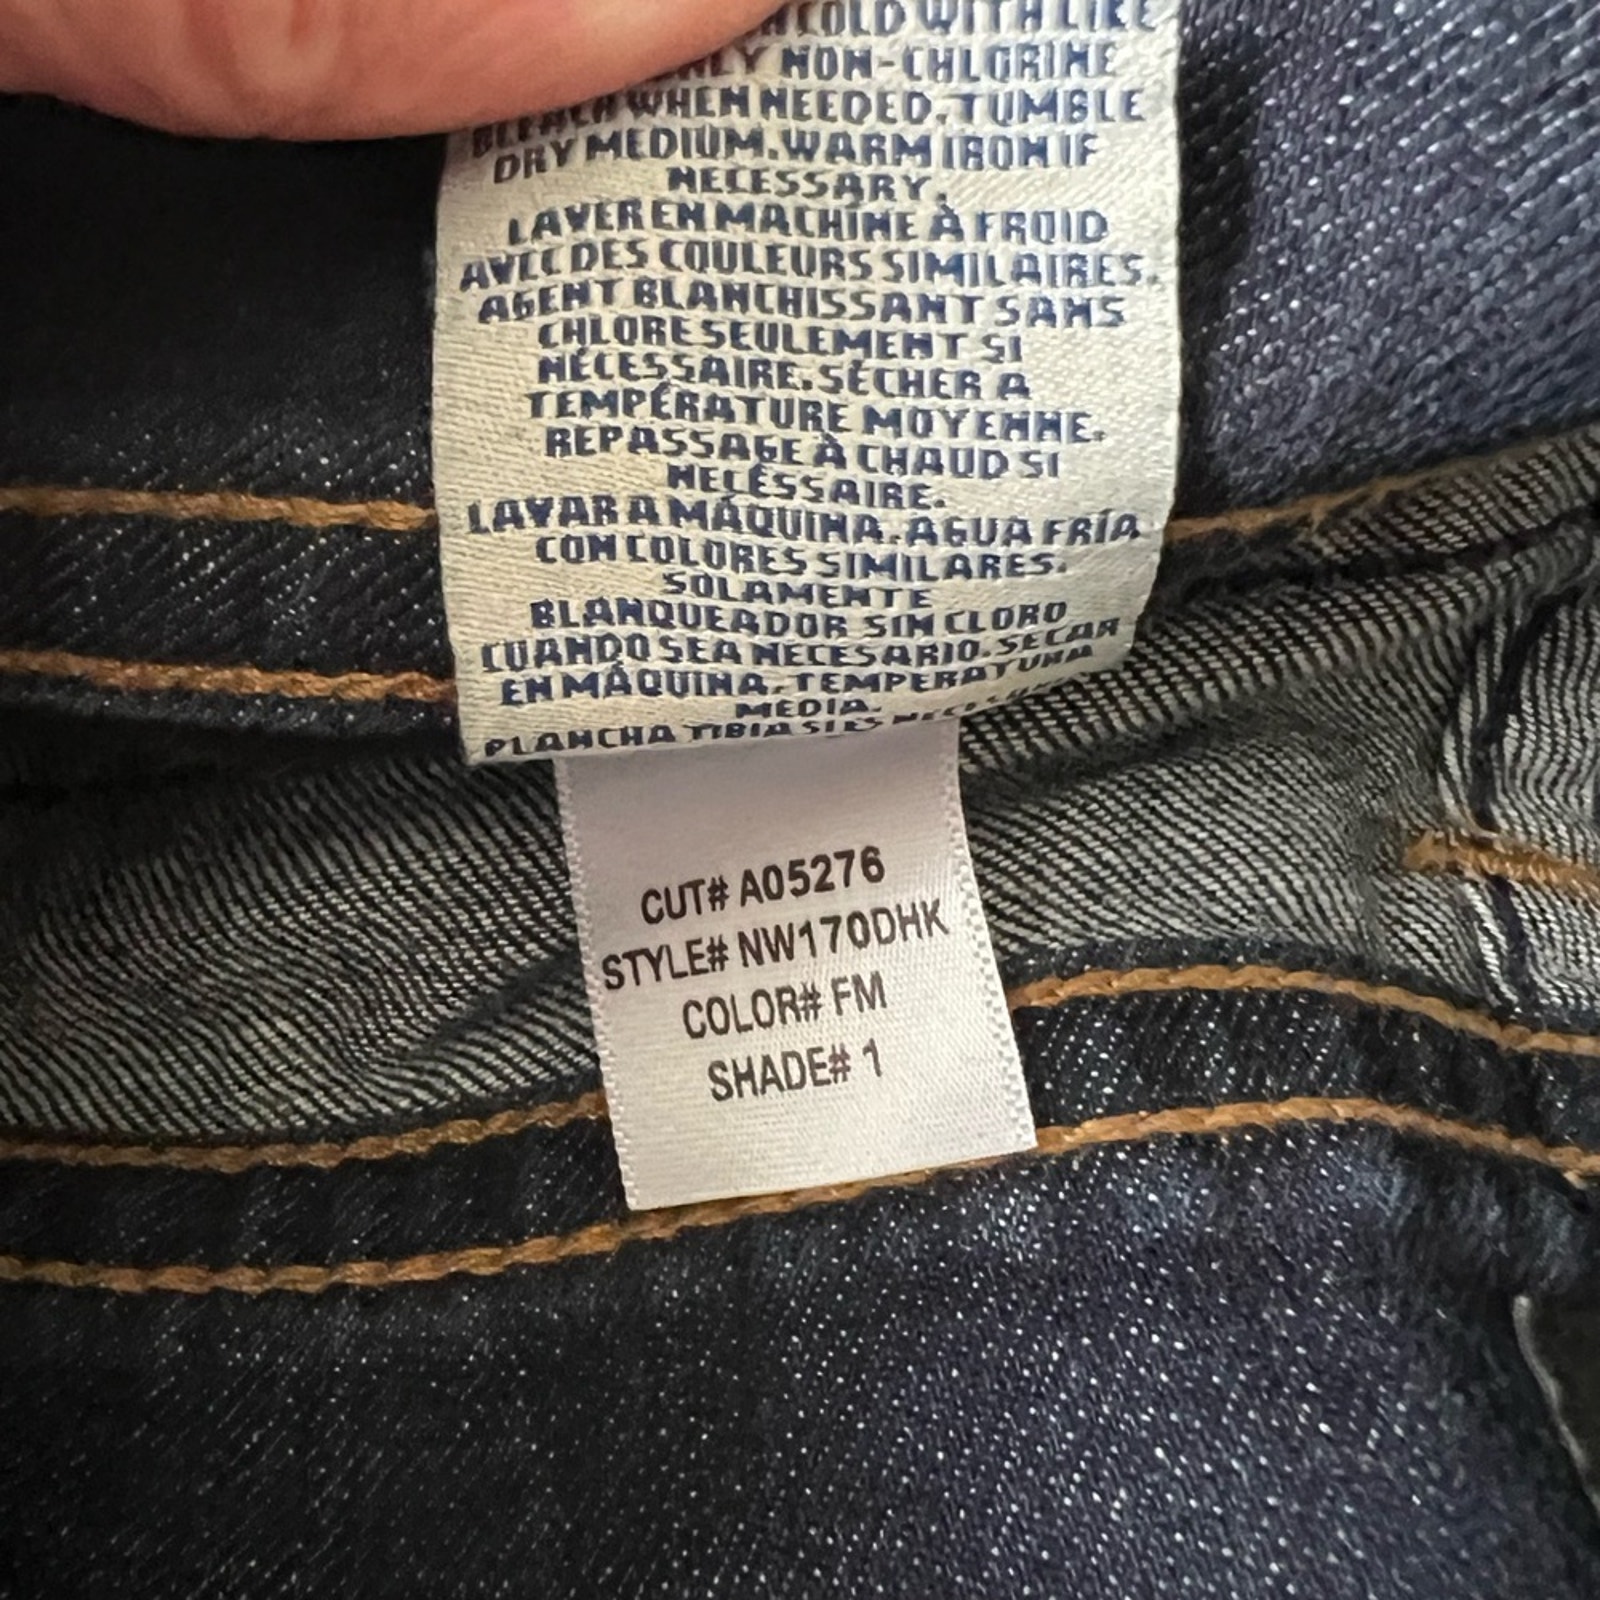 COLD WITH LIKE
NON-CHLORINE
BLEACH WHEN NEEDED. TUMBLE
DRY MEDIUM. WARM IRON IF
NECESSARY.
LAVER EN MACHINE À FROID
AVEC DES COULEURS SIMILAIRES.
AGENT BLANCHISSANT SANS
CHLORE SEULEMENT SI
NÉCESSAIRE. SÉCHER A
TEMPÉRATURE MOYENNE.
REPASSAGE À CHAUD SI
NECÉSSAIRE.
LAVAR A MÁQUINA. AGUA FRÍA
CON COLORES SIMILARES.
SOLAMENTE
BLANQUEADOR SIN CLORO
CUANDO SEA NECESARIO. SECAR
EN MÁQUINA. TEMPERATURA
MEDIA.
PLANCHA TIBIA SI ES
CUT# A05276
STYLE# NW170DHK
COLOR# FM
SHADE# 1